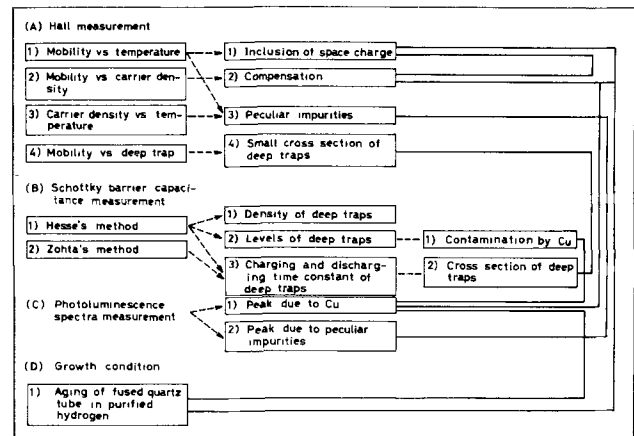 (A) Hall measurement
1) Mobility vs temperature
1) Inclusion of space charge
2) Mobility vs carrier den-
sity
2) Compensation
3) Carrier density vs tem-
perature
3) Peculiar impurities
4) Mobility vs deep trap
4) Small cross section of
deep traps
(B) Schottky barrier capaci-
tance measurement
1) Density of deep traps
1) Hesse's method
2) Levels of deep traps
1) Contamination by Cu
2) Zohta's method
3) Charging and discharg-
ing time constant of
deep traps
2) Cross section of deep
traps
(C) Photoluminescence
spectra measurement
1) Peak due to Cu
2) Peak due to peculiar
impurities
(D) Growth condition
1) Aging of fused quartz
tube in purified
hydrogen